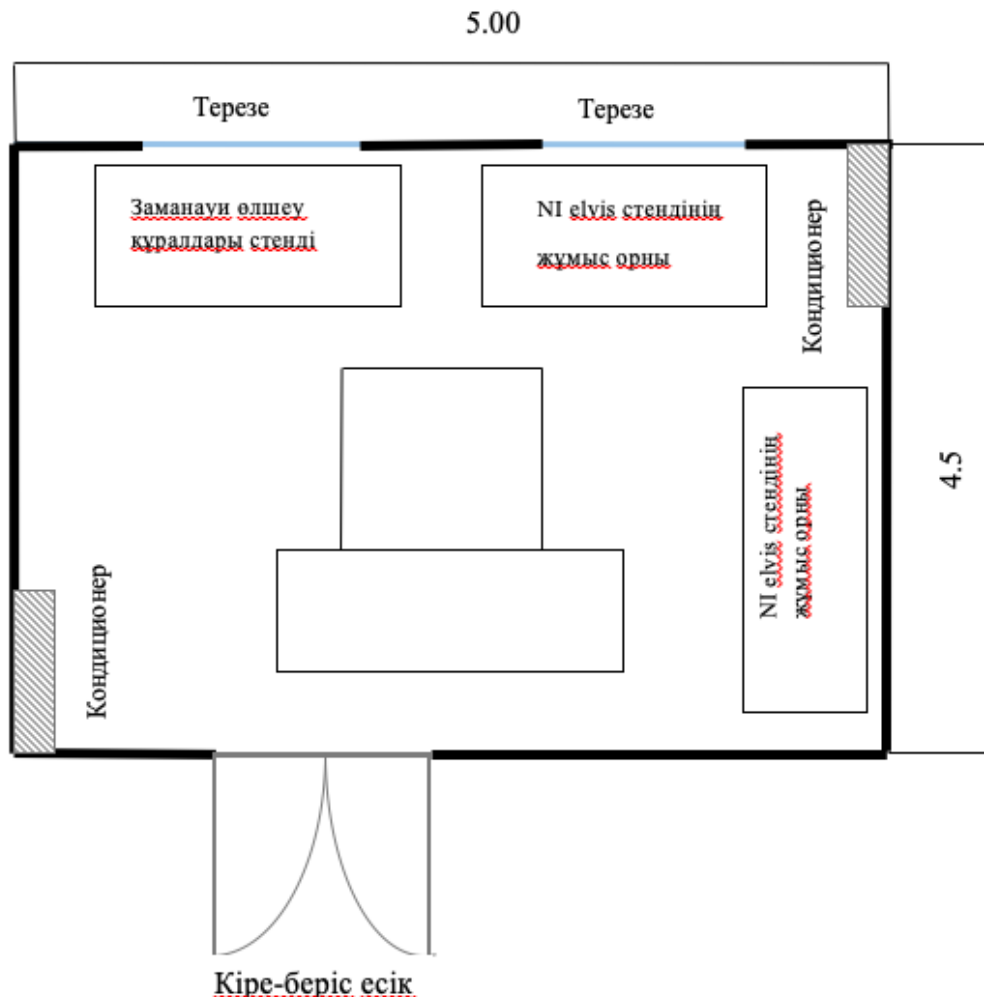 5.00
Терезе
Терезе
Заманауи өлшеу
құралдары стенді
NI elvis стендінің
жұмыс орны
Кондиционер
4.5
NI elvis стендінің
жұмыс орны
Кондиционер
Кіре-беріс есік